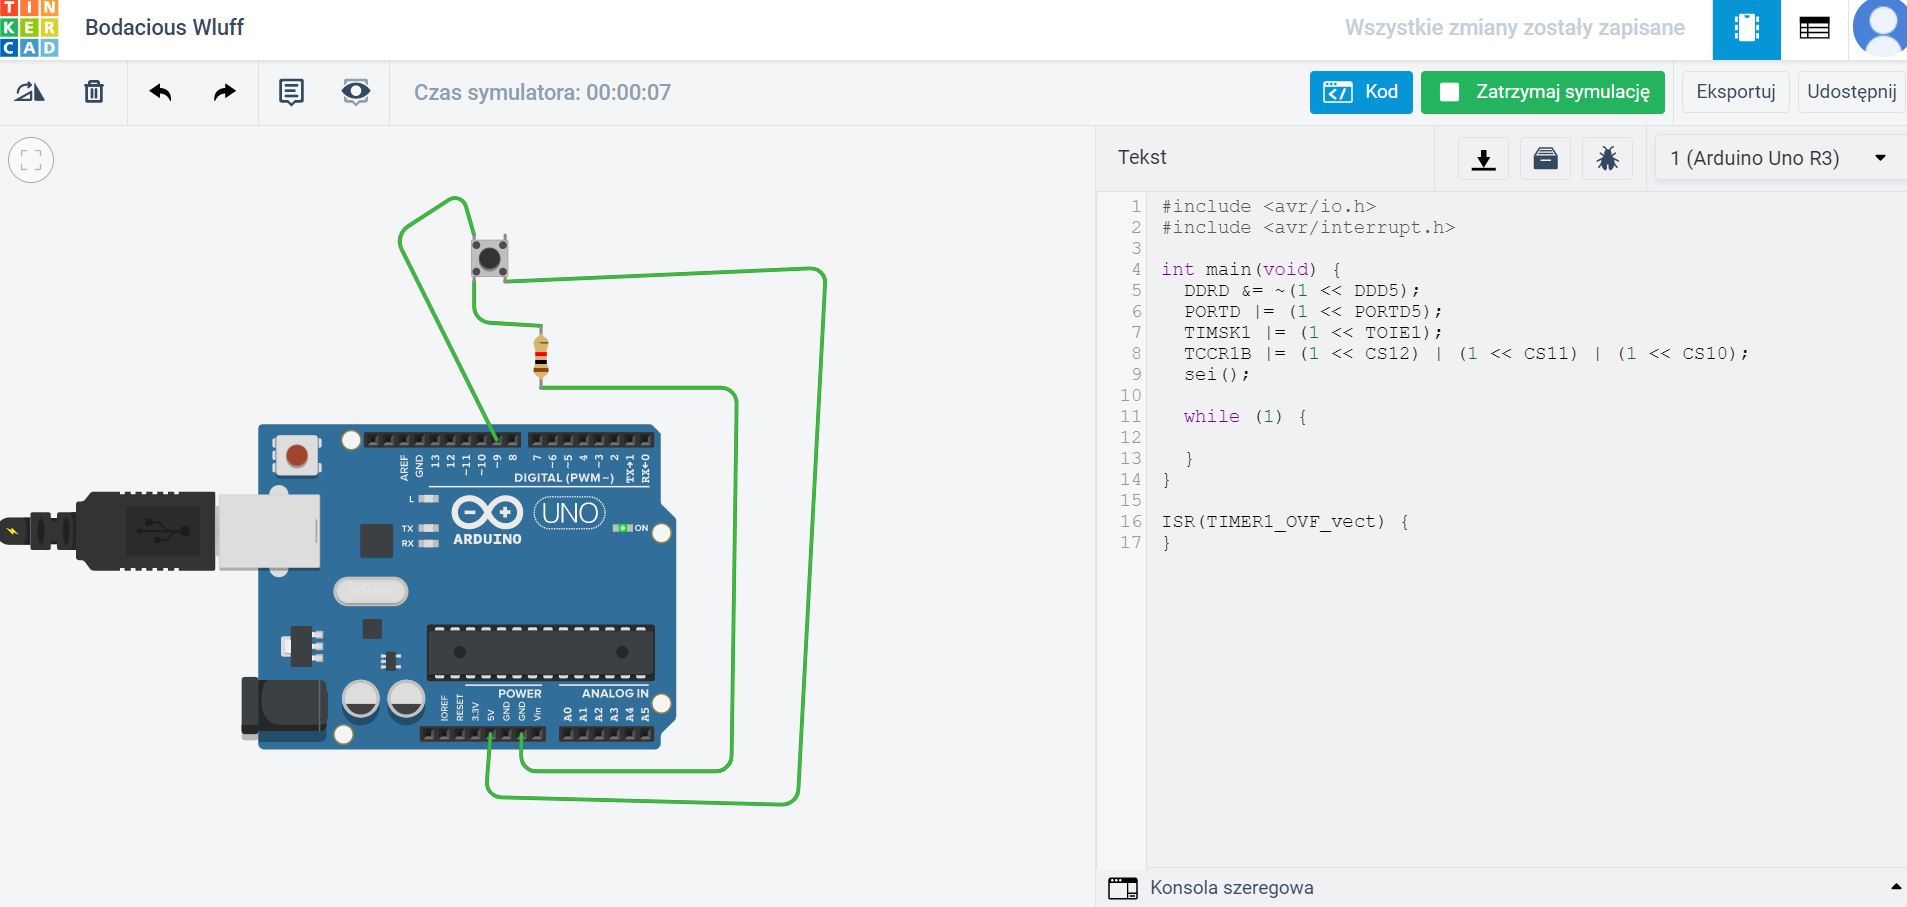 TIN
KER
CAD
Bodacious Wluff
Wszystkie zmiany zostały zapisane
Czas symulatora: 00:00:07
Kod
Zatrzymaj symulację
Eksportuj
Udostępnij
Tekst
1 (Arduino Uno R3)
1 #include <avr/io.h>
2 #include <avr/interrupt.h>
3
4 int main(void) {
5 DDRD &= ~(1 << DDD5);
6 PORTD |= (1 << PORTD5);
7 TIMSK1 |= (1 << TOIE1);
8 TCCR1B |= (1 << CS12) | (1 << CS11) | (1 << CS10);
9 sei();
10
11 while (1) {
12
13 }
14 }
15
16 ISR(TIMER1_OVF_vect) {
17 }
AREF GND 13 12 ~11 ~10 ~9 8 7 ~6 ~5 4 ~3 2 TX→1 RX←0
DIGITAL (PWM~)
L
TX
RX
UNO
ON
ARDUINO
POWER
ANALOG IN
IOREF RESET 3.3V 5V GND GND Vin A0 A1 A2 A3 A4 A5
Konsola szeregowa